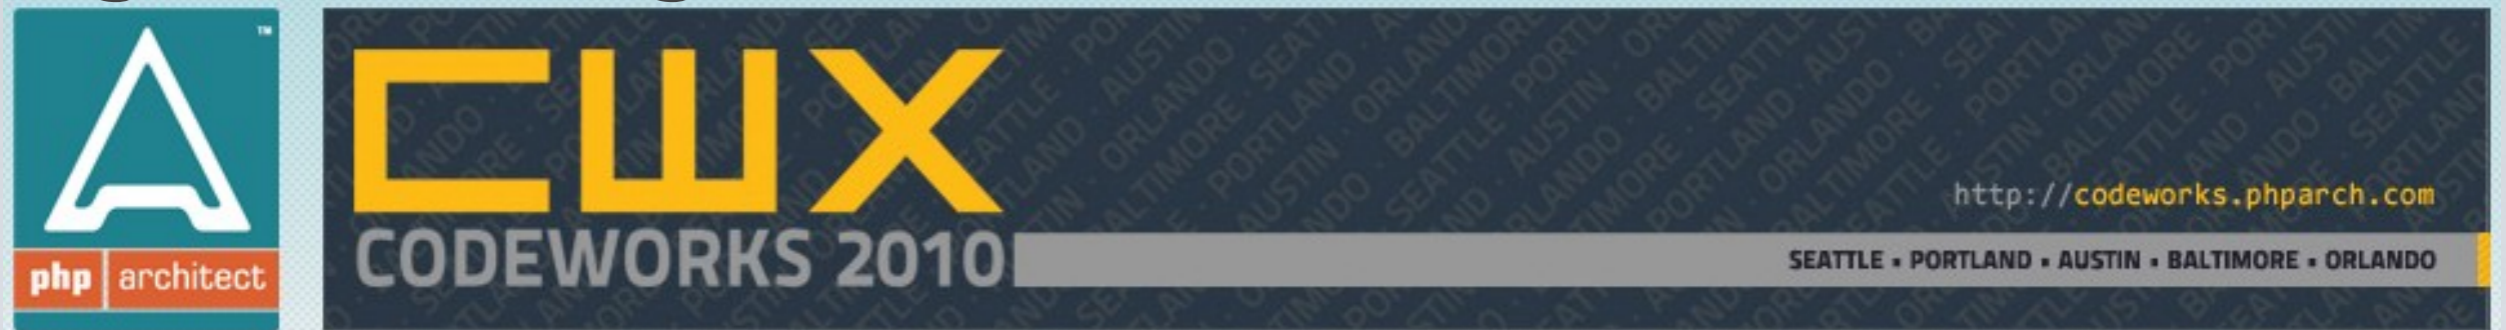 TM
php architect
CWX
CODEWORKS 2010
http://codeworks.phparch.com
SEATTLE ▪ PORTLAND ▪ AUSTIN ▪ BALTIMORE ▪ ORLANDO